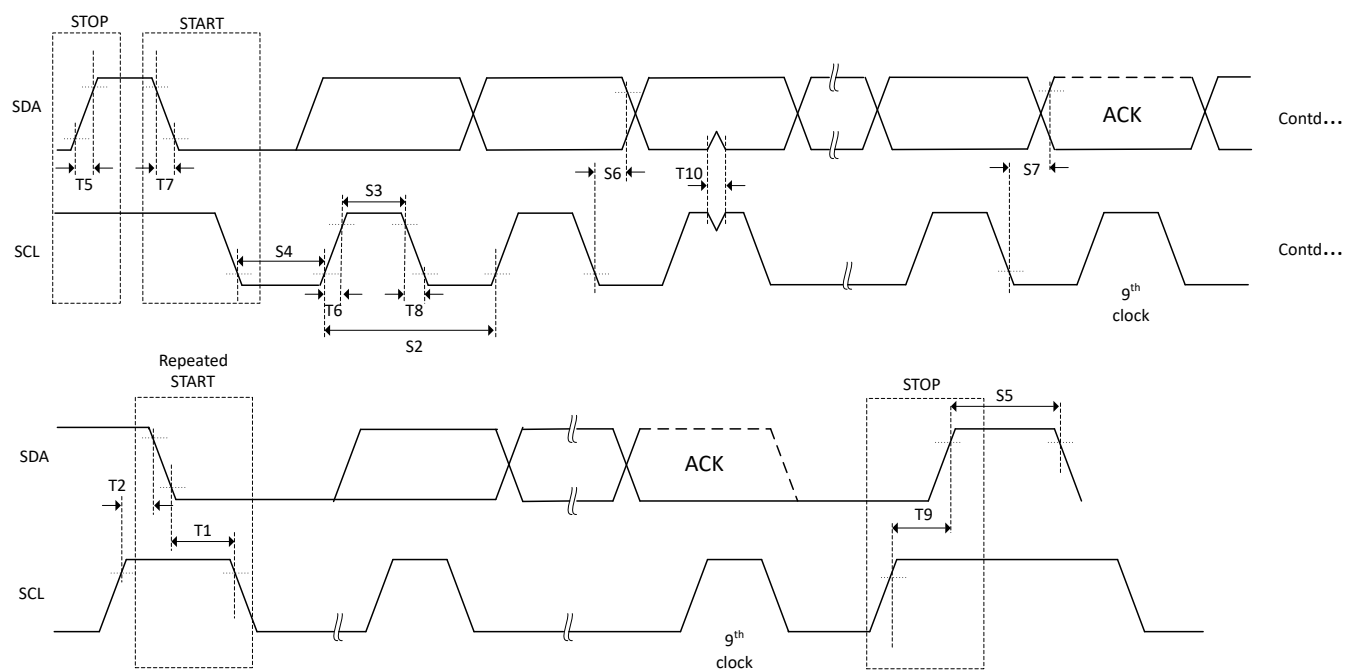 STOP
START
SDA
ACK
Contd...
T5
T7
S6
T10
S7
S3
SCL
S4
Contd...
T6
T8
9th
clock
S2
Repeated
START
STOP
S5
SDA
ACK
T2
T9
T1
SCL
9th
clock